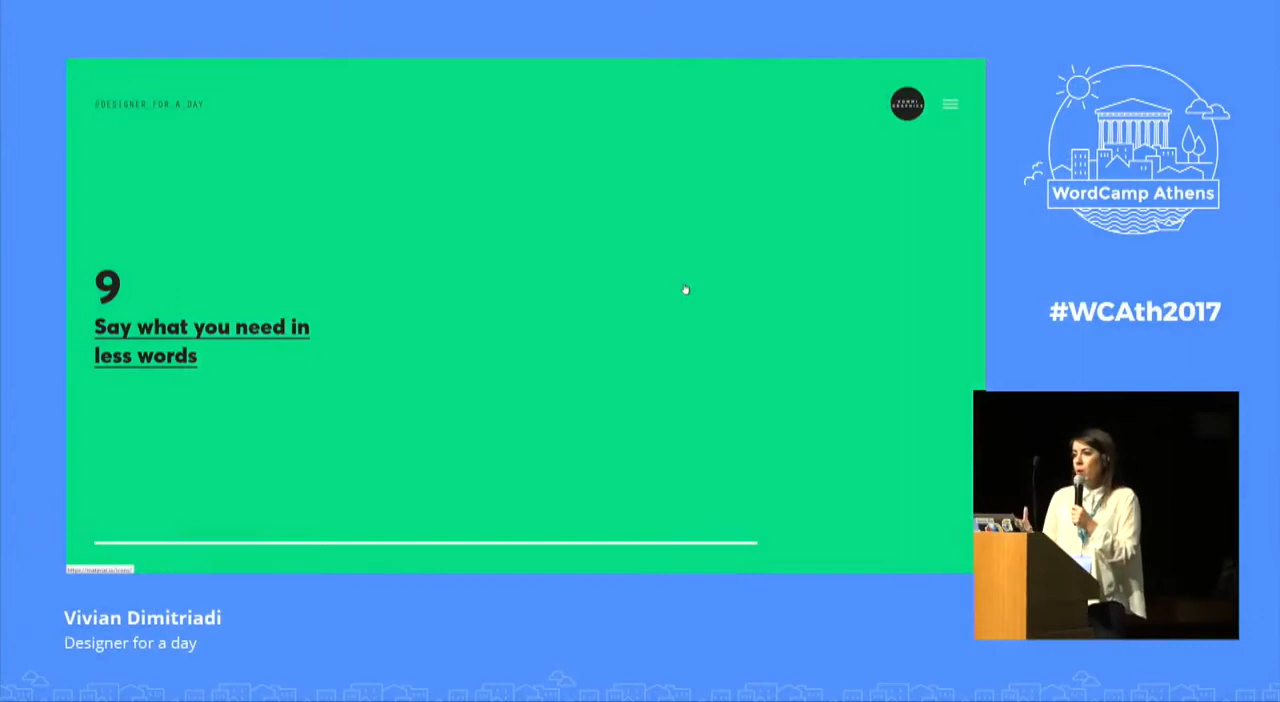 #DESIGNER_FOR_A_DAY
9
Say what you need in
less words
WordCamp Athens
#WCAth2017
Vivian Dimitriadi
Designer for a day